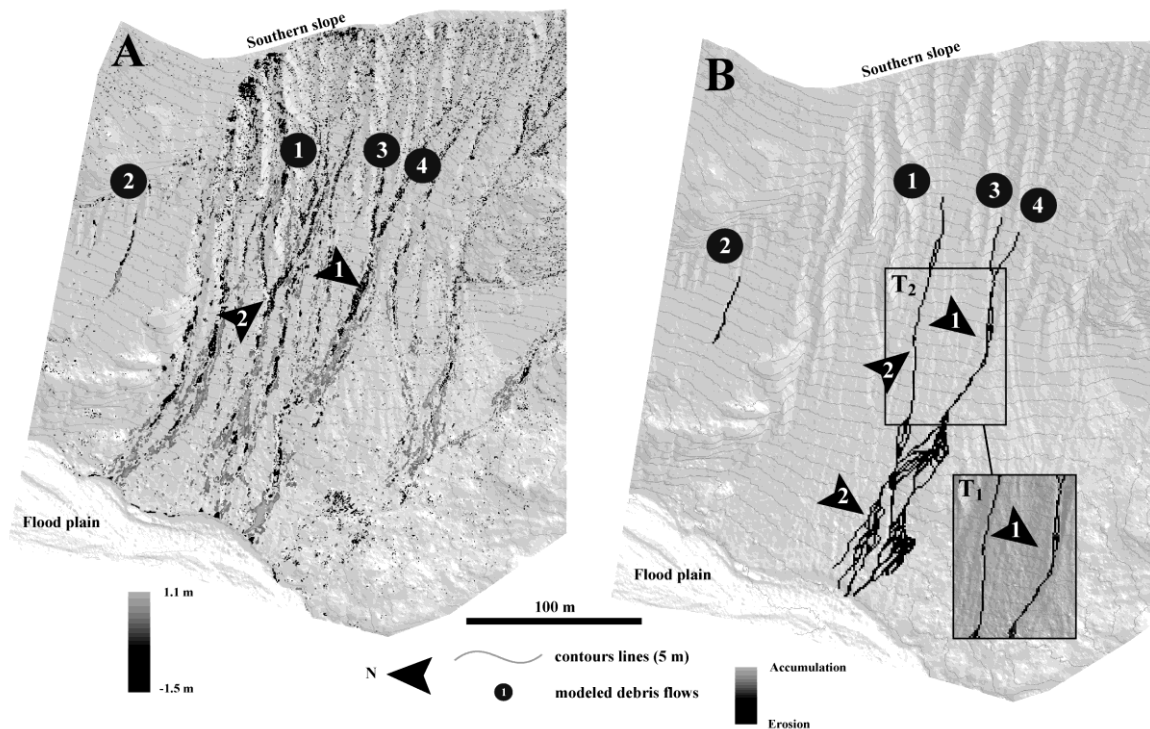 A
Southern slope
1
2
3
4
1
2
Flood plain
1.1 m
-1.5 m
B
Southern slope
1
3
4
2
T2
1
2
2
T1
1
Flood plain
100 m
N
contours lines (5 m)
1
modeled debris flows
Accumulation
Erosion